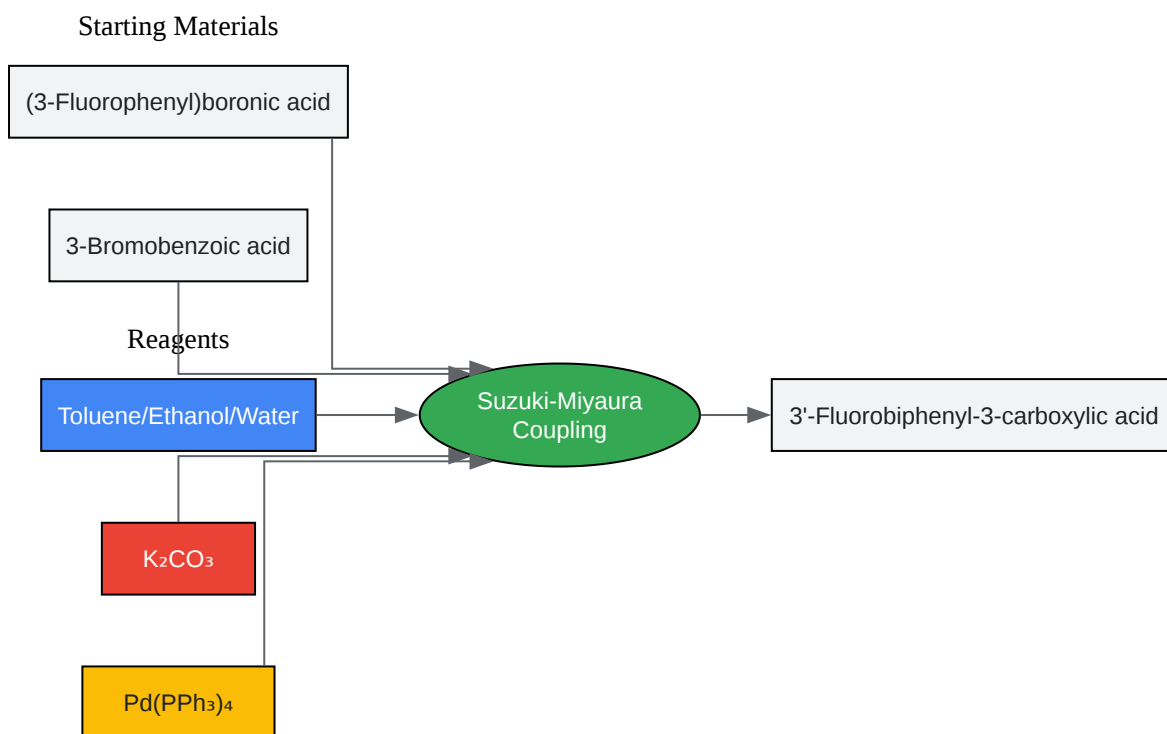 Starting Materials
(3-Fluorophenyl)boronic acid
3-Bromobenzoic acid
Reagents
Toluene/Ethanol/Water
Suzuki-Miyaura
Coupling
3'-Fluorobiphenyl-3-carboxylic acid
K₂CO₃
Pd(PPh₃)₄